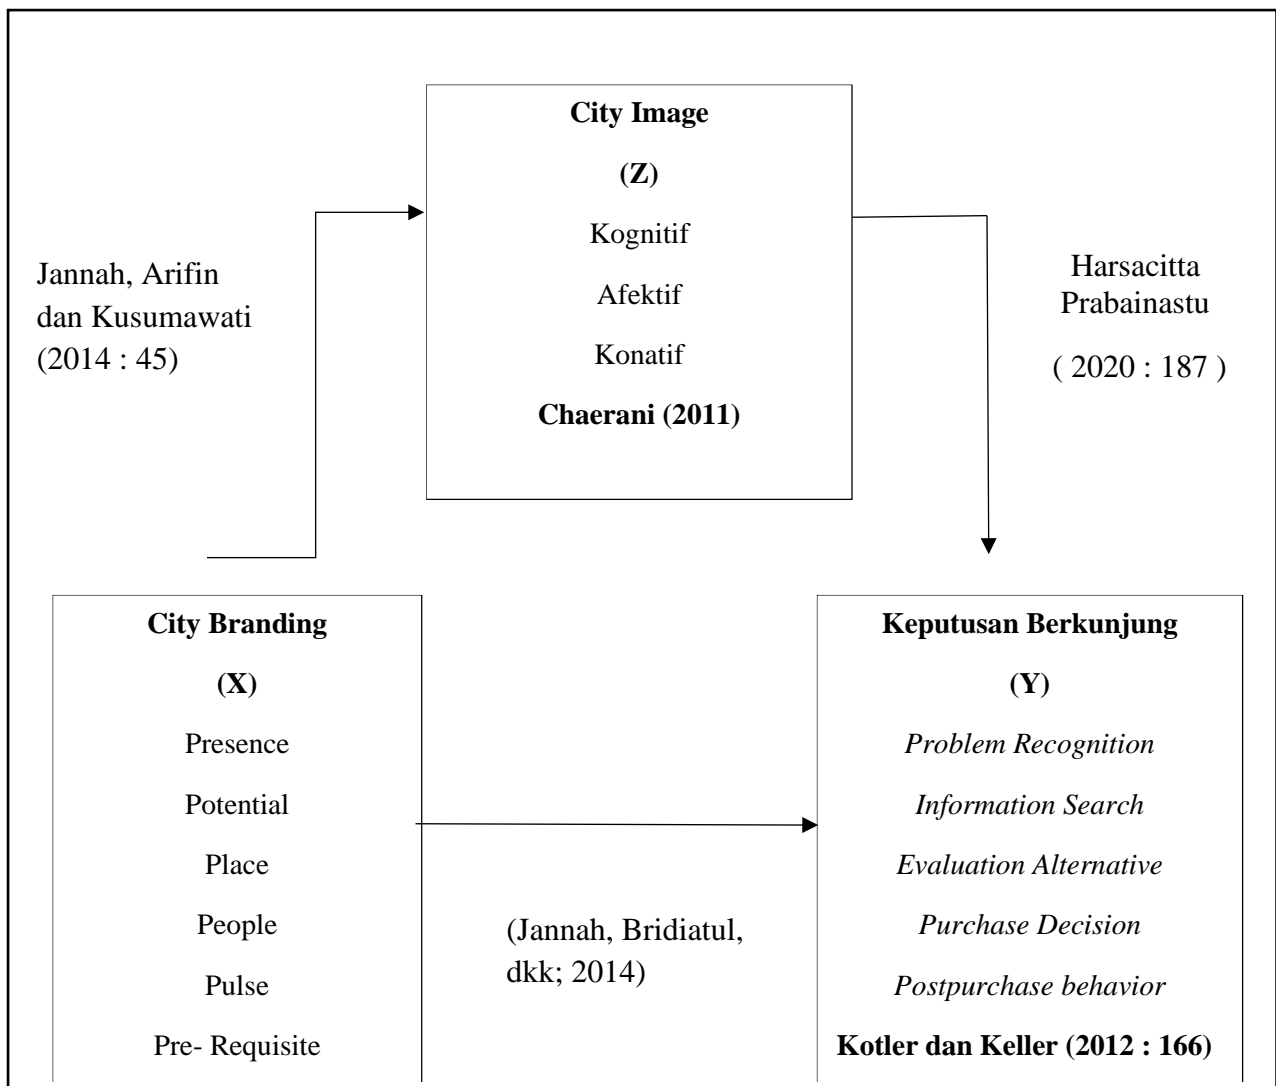 City Image
(Z)
Kognitif
Afektif
Konatif
Chaerani (2011)
Jannah, Arifin
dan Kusumawati
(2014 : 45)
Harsacitta
Prabainastu
( 2020 : 187 )
City Branding
(X)
Presence
Potential
Place
People
Pulse
Pre- Requisite
(Jannah, Bridiatul,
dkk; 2014)
Keputusan Berkunjung
(Y)
Problem Recognition
Information Search
Evaluation Alternative
Purchase Decision
Postpurchase behavior
Kotler dan Keller (2012 : 166)